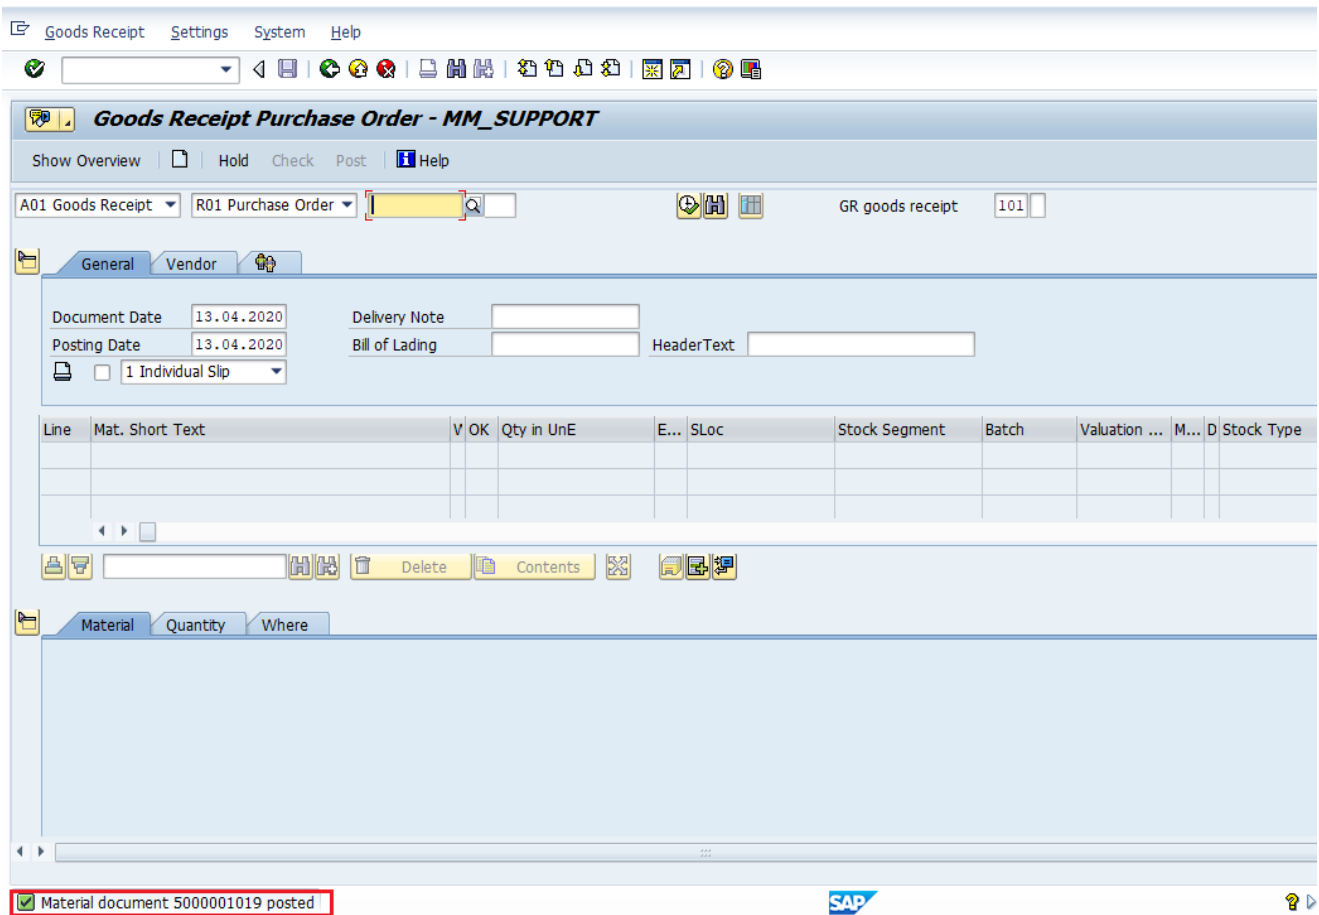 Goods Receipt Settings System Help
Goods Receipt Purchase Order - MM_SUPPORT
Show Overview Hold Check Post Help
A01 Goods Receipt R01 Purchase Order GR goods receipt 101
General Vendor
Document Date 13.04.2020 Delivery Note
Posting Date 13.04.2020 Bill of Lading HeaderText
1 Individual Slip
Line Mat. Short Text V OK Qty in UnE E... SLoc Stock Segment Batch Valuation ... M... D Stock Type
Delete Contents
Material Quantity Where
Material document 5000001019 posted SAP